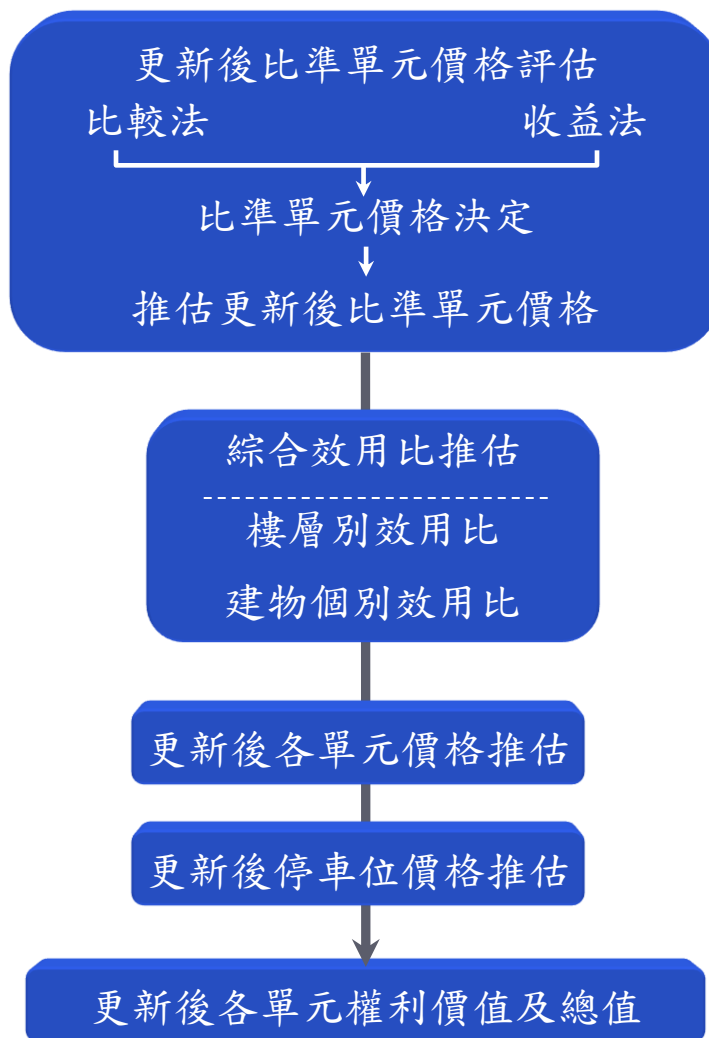 更新後比準單元價格評估
比較法 收益法
比準單元價格決定
推估更新後比準單元價格
綜合效用比推估
樓層別效用比
建物個別效用比
更新後各單元價格推估
更新後停車位價格推估
更新後各單元權利價值及總值